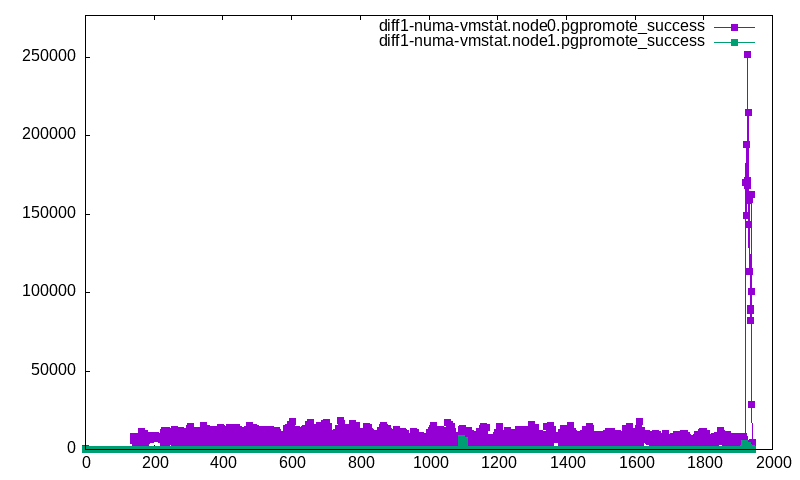 diff1-numa-vmstat.node0.pgpromote_success
diff1-numa-vmstat.node1.pgpromote_success
250000
200000
150000
100000
50000
0
0 200 400 600 800 1000 1200 1400 1600 1800 2000